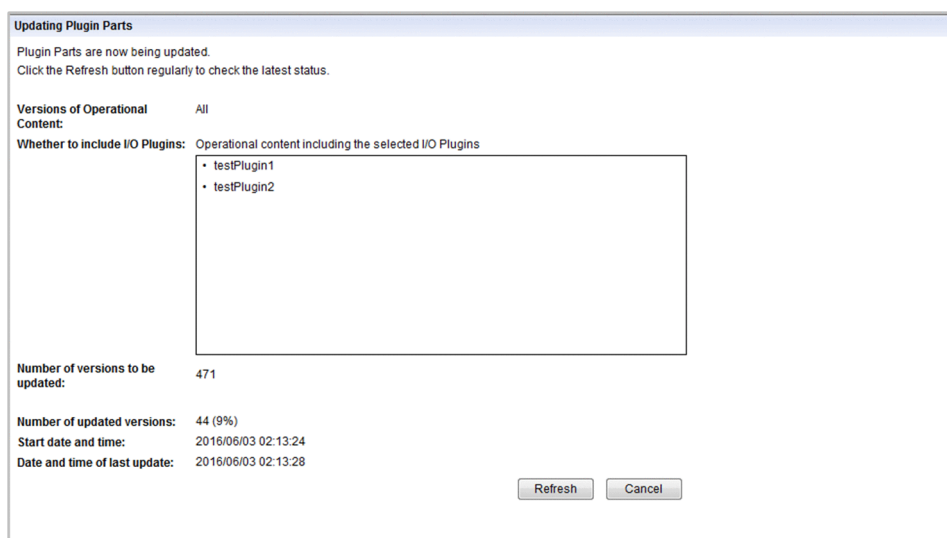 Updating Plugin Parts
Plugin Parts are now being updated.
Click the Refresh button regularly to check the latest status.
Versions of Operational Content: All
Whether to include I/O Plugins: Operational content including the selected I/O Plugins
• testPlugin1
• testPlugin2
Number of versions to be updated: 471
Number of updated versions: 44 (9%)
Start date and time: 2016/06/03 02:13:24
Date and time of last update: 2016/06/03 02:13:28
Refresh Cancel